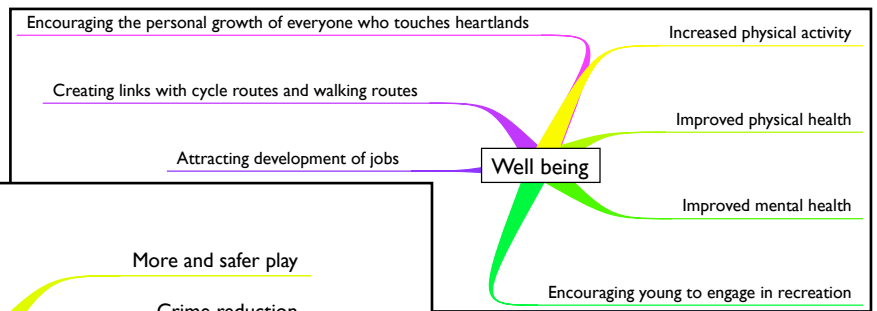 Encouraging the personal growth of everyone who touches heartlands
Increased physical activity
Creating links with cycle routes and walking routes
Improved physical health
Attracting development of jobs
Well being
Improved mental health
More and safer play
Encouraging young to engage in recreation
Crime reduction